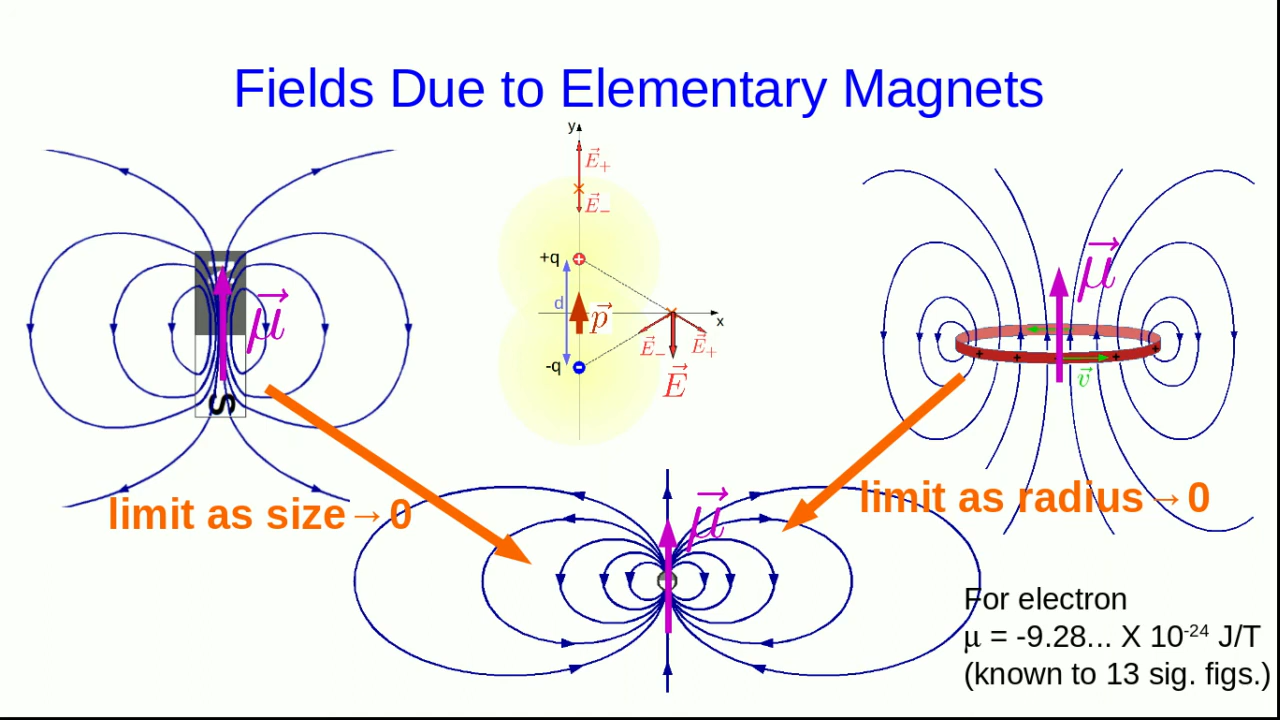 Fields Due to Elementary Magnets
y
E⃗+
E⃗−
+q
d
p⃗
x
E⃗− E⃗+
-q
E⃗
μ⃗
S
μ⃗
v⃗
limit as size→0
limit as radius→0
μ⃗
For electron
μ = -9.28... X 10⁻²⁴ J/T
(known to 13 sig. figs.)